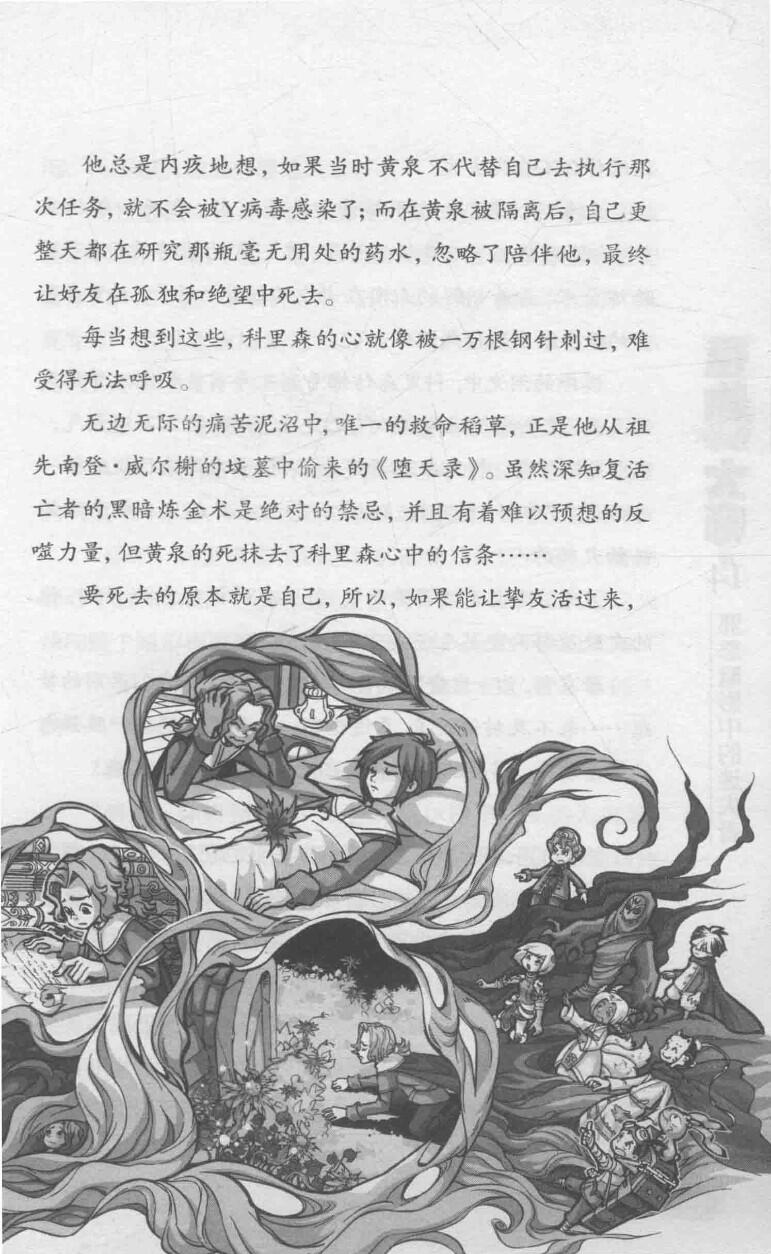 他总是内疚地想，如果当时黄泉不代替自己去执行那
次任务，就不会被Y病毒感染了；而在黄泉被隔离后，自己更
整天都在研究那瓶毫无用处的药水，忽略了陪伴他，最终
让好友在孤独和绝望中死去。
每当想到这些，科里森的心就像被一万根钢针刺过，难
受得无法呼吸。
无边无际的痛苦泥沼中，唯一的救命稻草，正是他从祖
先南登·威尔榭的坟墓中偷来的《堕天录》。虽然深知复活
亡者的黑暗炼金术是绝对的禁忌，并且有着难以预想的反
噬力量，但黄泉的死抹去了科里森心中的信条……
要死去的原本就是自己，所以，如果能让挚友活过来，